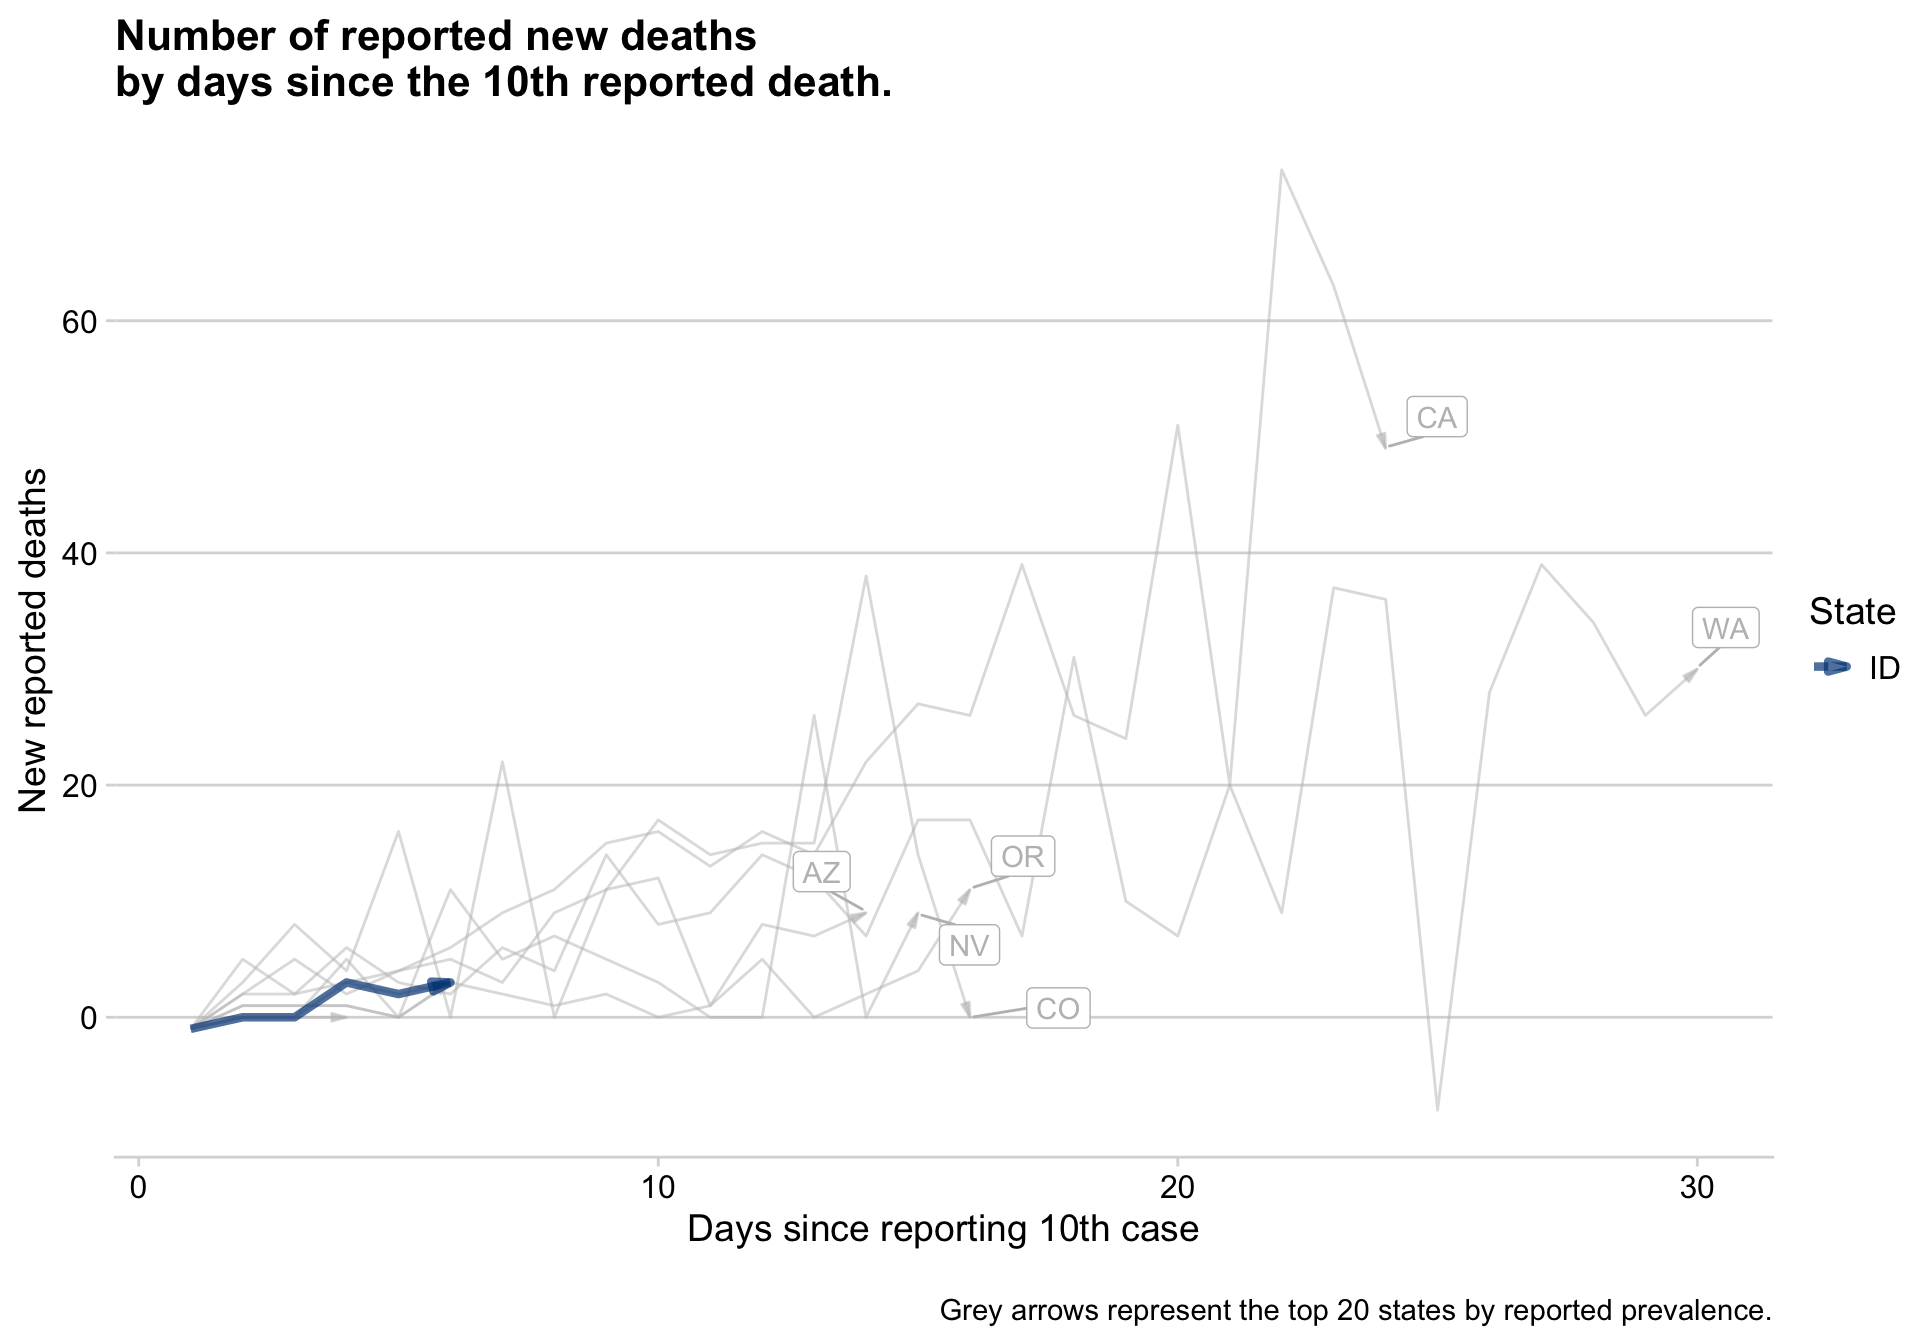 Number of reported new deaths
by days since the 10th reported death.
New reported deaths
60
40
20
0
CA
WA
AZ
OR
NV
CO
State
ID
0
10
20
30
Days since reporting 10th case
Grey arrows represent the top 20 states by reported prevalence.